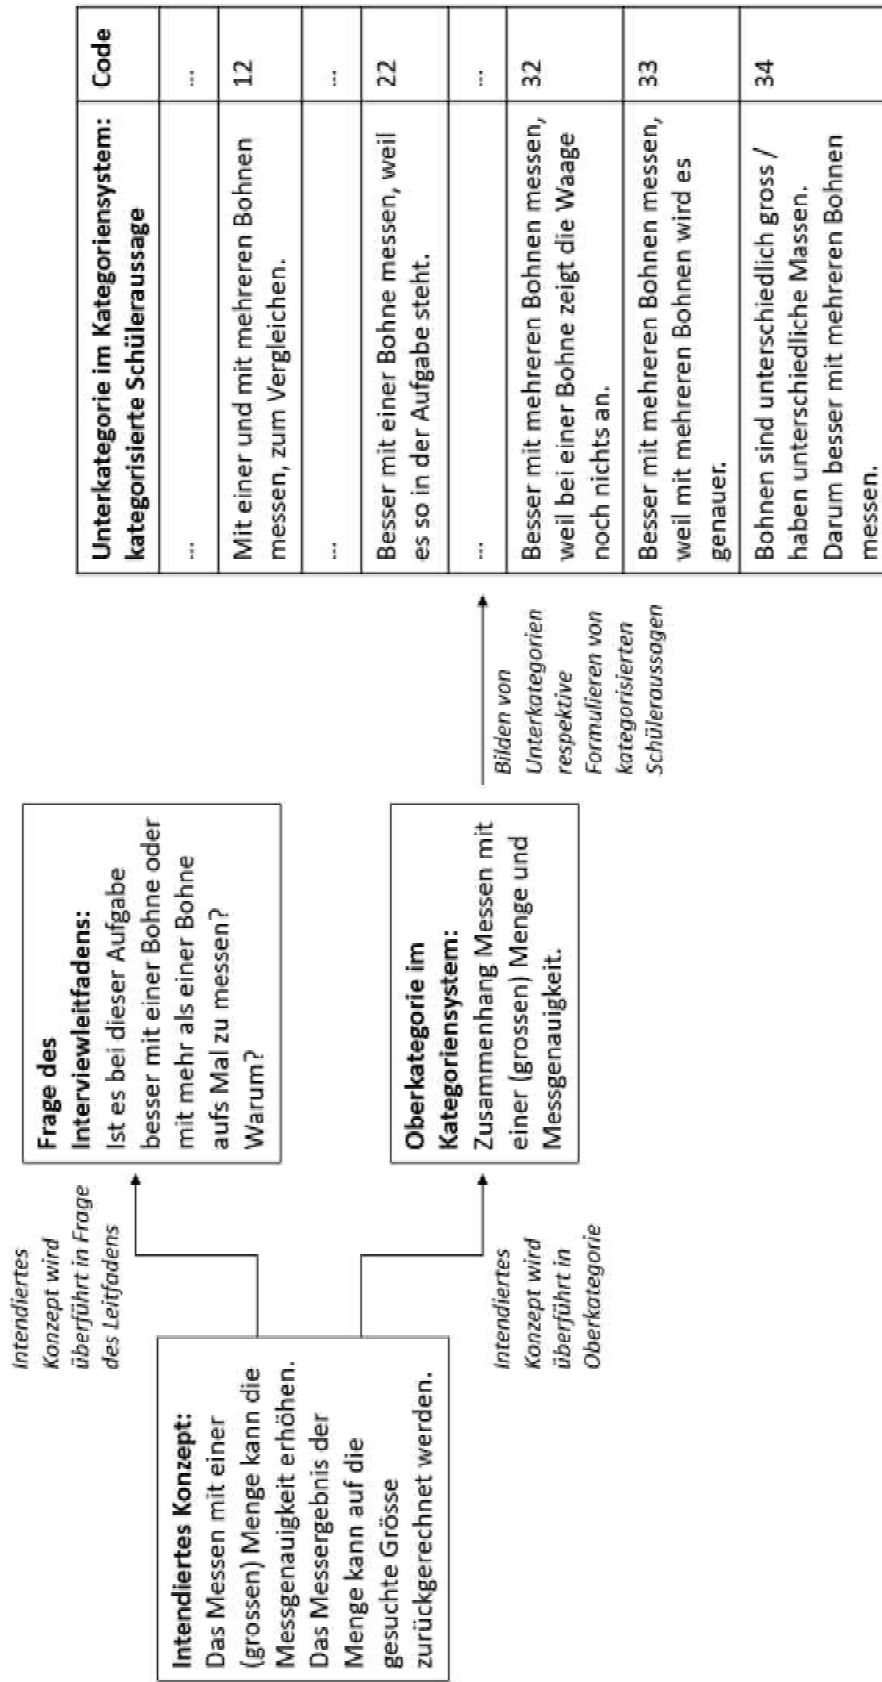 Intendiertes Konzept:
Das Messen mit einer
(grossen) Menge kann die
Messgenauigkeit erhöhen.
Das Messergebnis der
Menge kann auf die
gesuchte Grösse
zurückgerechnet werden.
Intendiertes
Konzept wird
überführt in Frage
des Leitfadens
Frage des
Interviewleitfadens:
Ist es bei dieser Aufgabe
besser mit einer Bohne oder
mit mehr als einer Bohne
aufs Mal zu messen?
Warum?
Intendiertes
Konzept wird
überführt in
Oberkategorie
Oberkategorie im
Kategoriensystem:
Zusammenhang Messen mit
einer (grossen) Menge und
Messgenauigkeit.
Bilden von
Unterkategorien
respektive
Formulieren von
kategorisierten
Schüleraussagen
Unterkategorie im Kategoriensystem: Code
kategorisierte Schüleraussage
... ...
Mit einer und mit mehreren Bohnen 12
messen, zum Vergleichen.
... ...
Besser mit einer Bohne messen, weil 22
es so in der Aufgabe steht.
... ...
Besser mit mehreren Bohnen messen, 32
weil bei einer Bohne zeigt die Waage
noch nichts an.
Besser mit mehreren Bohnen messen, 33
weil mit mehreren Bohnen wird es
genauer.
Bohnen sind unterschiedlich gross / 34
haben unterschiedliche Massen.
Darum besser mit mehreren Bohnen
messen.